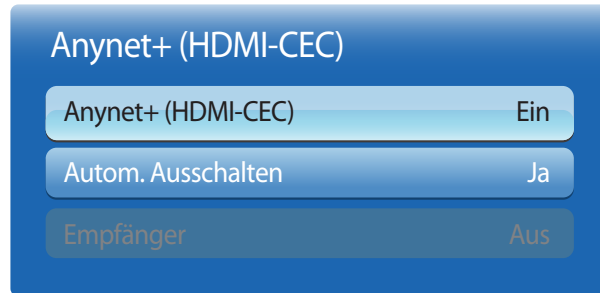 Anynet+ (HDMI-CEC)
Anynet+ (HDMI-CEC) Ein
Autom. Ausschalten Ja
Empfänger Aus